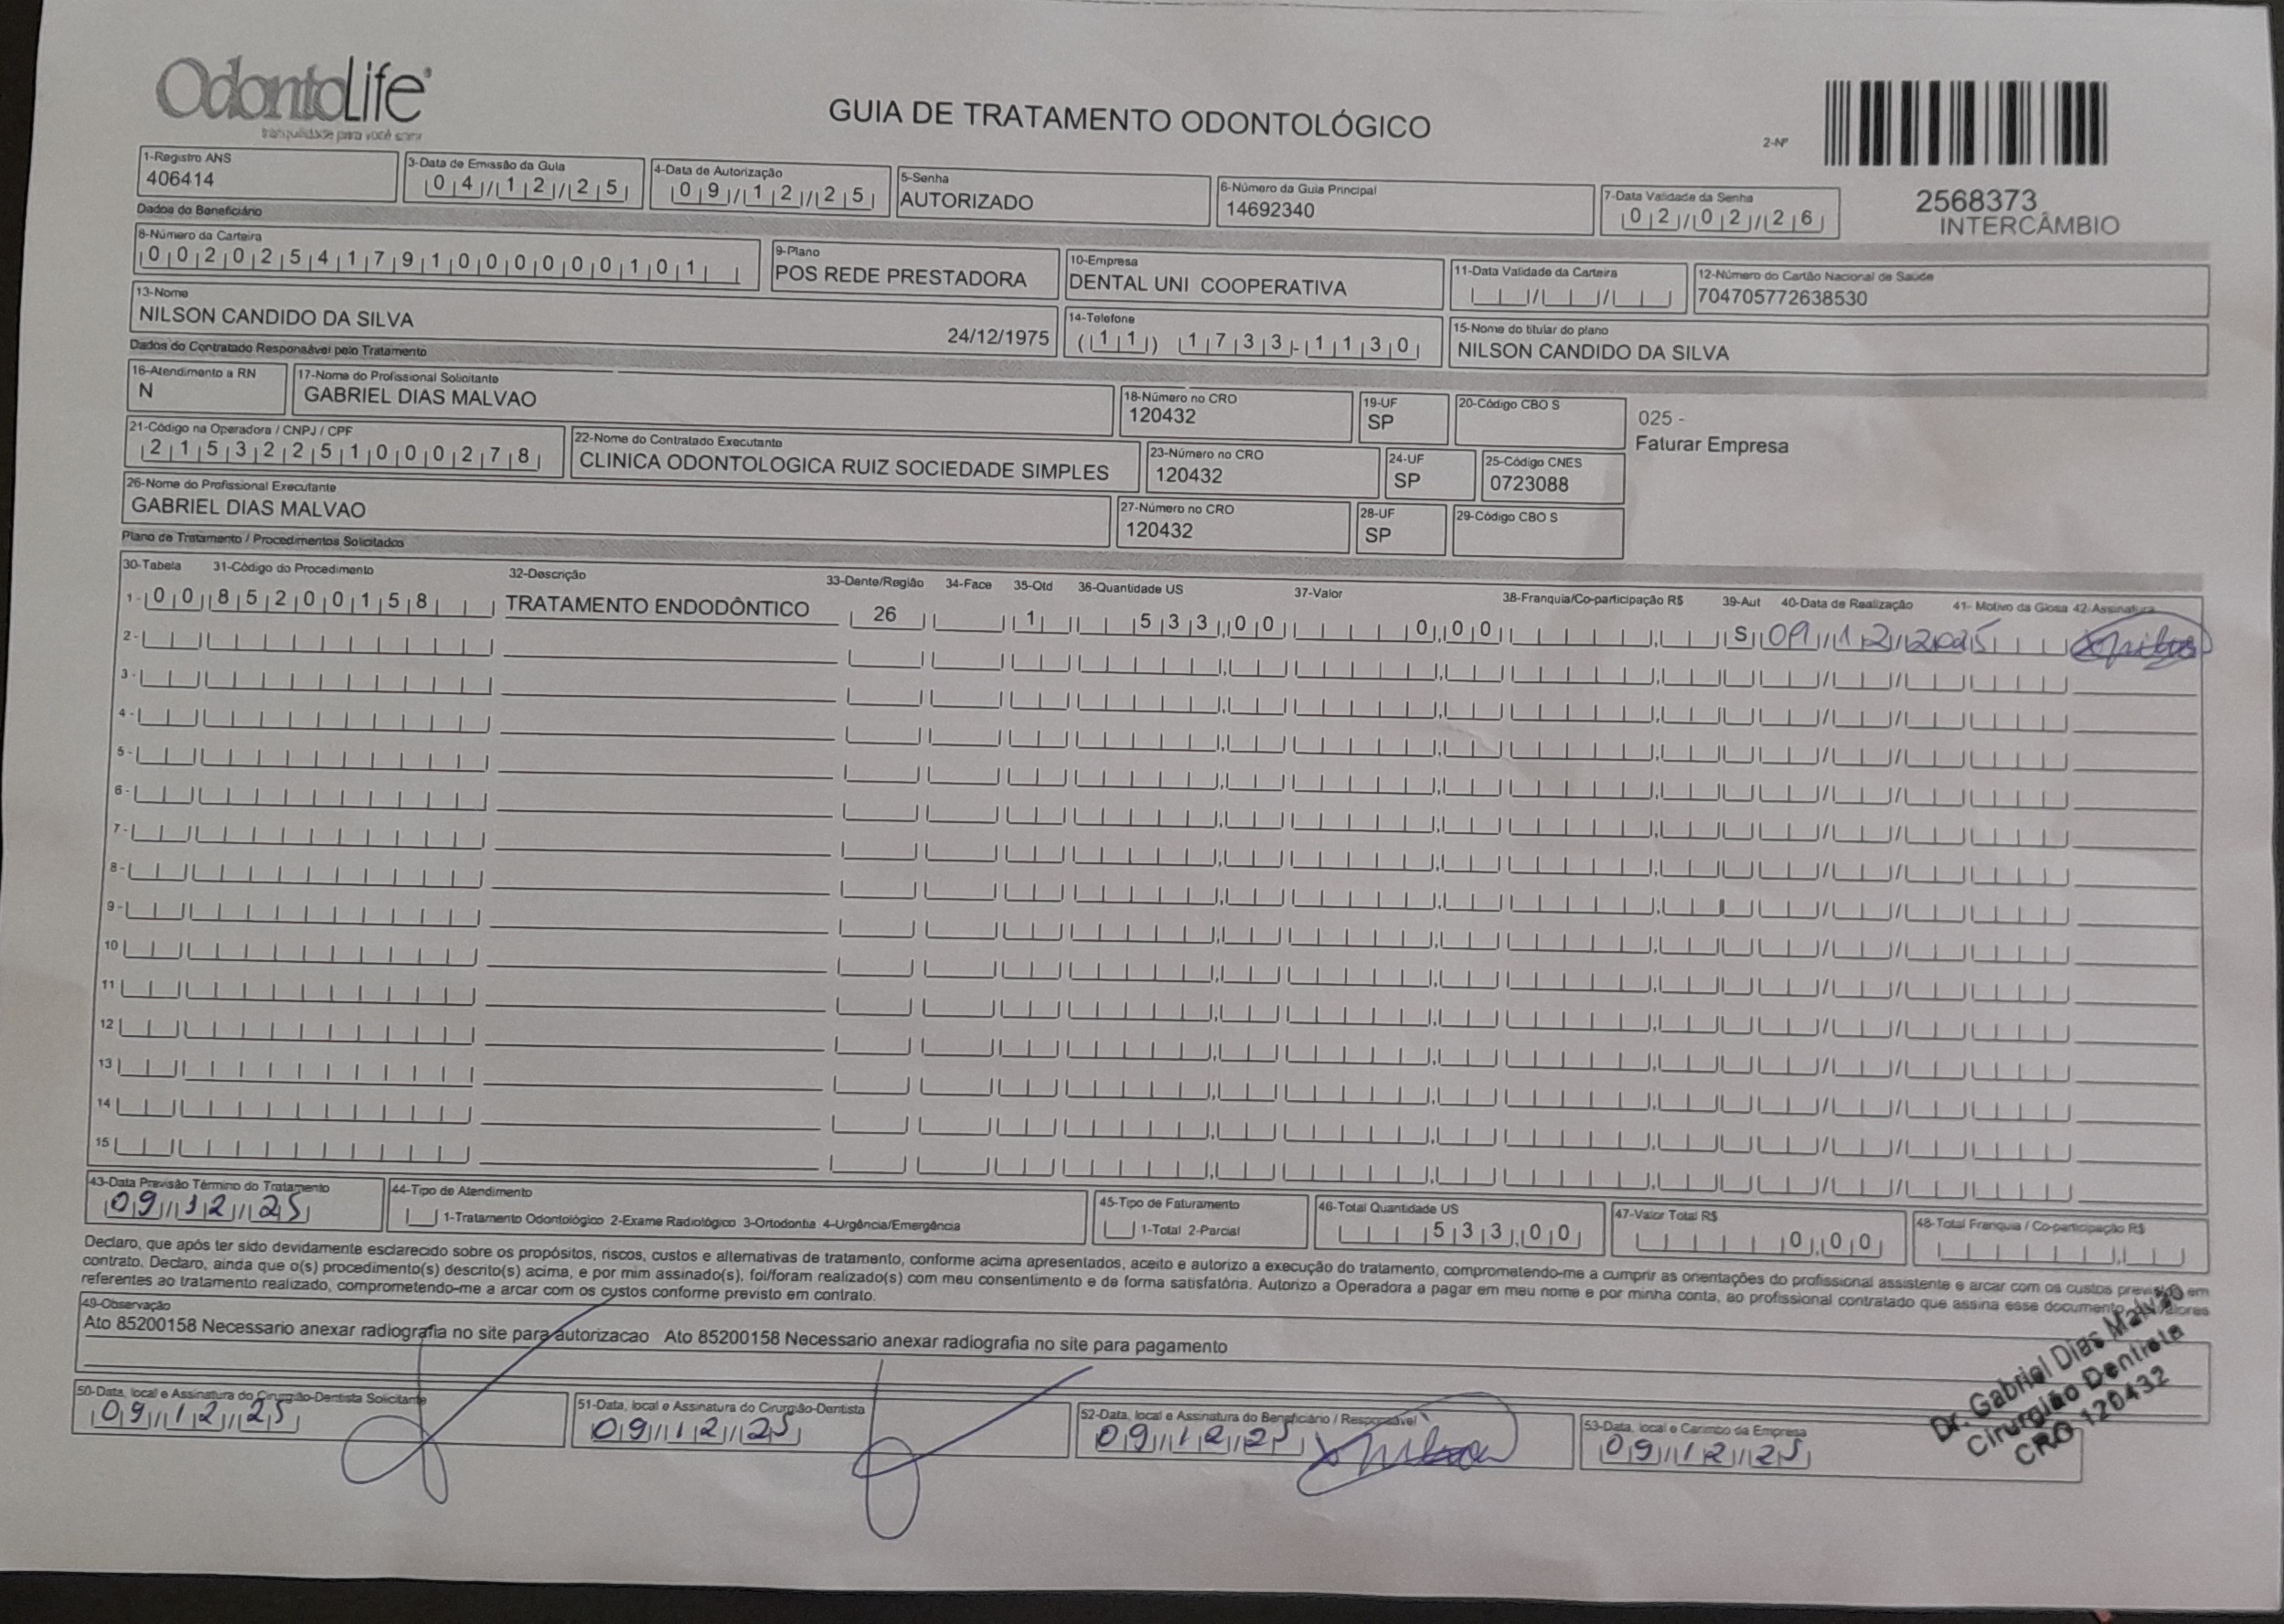 OdontoLife
tranquilidade para você sorrir
GUIA DE TRATAMENTO ODONTOLÓGICO
2-Nº
2568373
INTERCÂMBIO
1-Registro ANS
406414
3-Data de Emissão da Guia
04/12/25
4-Data de Autorização
09/12/25
5-Senha
AUTORIZADO
6-Número da Guia Principal
14692340
7-Data Validade da Senha
02/02/26
Dados do Beneficiário
8-Número da Carteira
00202541791000000101
9-Plano
POS REDE PRESTADORA
10-Empresa
DENTAL UNI COOPERATIVA
11-Data Validade da Carteira
12-Número do Cartão Nacional de Saúde
704705772638530
13-Nome
NILSON CANDIDO DA SILVA 24/12/1975
14-Telefone
(11) 1733-1130
15-Nome do titular do plano
NILSON CANDIDO DA SILVA
Dados do Contratado Responsável pelo Tratamento
16-Atendimento a RN
N
17-Nome do Profissional Solicitante
GABRIEL DIAS MALVAO
18-Número no CRO
120432
19-UF
SP
20-Código CBO S
025 -
Faturar Empresa
21-Código na Operadora / CNPJ / CPF
21532251000278
22-Nome do Contratado Executante
CLINICA ODONTOLOGICA RUIZ SOCIEDADE SIMPLES
23-Número no CRO
120432
24-UF
SP
25-Código CNES
0723088
26-Nome do Profissional Executante
GABRIEL DIAS MALVAO
27-Número no CRO
120432
28-UF
SP
29-Código CBO S
Plano de Tratamento / Procedimentos Solicitados
30-Tabela 31-Código do Procedimento 32-Descrição 33-Dente/Região 34-Face 35-Qtd 36-Quantidade US 37-Valor 38-Franquia/Co-participação R$ 39-Aut 40-Data de Realização 41- Motivo da Glosa 42-Assinatura
1- 00 85200158 TRATAMENTO ENDODÔNTICO 26 1 533,00 0,00 S 09/12/2025
2-
3-
4-
5-
6-
7-
8-
9-
10
11
12
13
14
15
43-Data Previsão Término do Tratamento
09/12/25
44-Tipo de Atendimento
1-Tratamento Odontológico 2-Exame Radiológico 3-Ortodontia 4-Urgência/Emergência
45-Tipo de Faturamento
1-Total 2-Parcial
46-Total Quantidade US
533,00
47-Valor Total R$
0,00
48-Total Franquia / Co-participação R$
Declaro, que após ter sido devidamente esclarecido sobre os propósitos, riscos, custos e alternativas de tratamento, conforme acima apresentados, aceito e autorizo a execução do tratamento, comprometendo-me a cumprir as orientações do profissional assistente e arcar com os custos previsto em
contrato. Declaro, ainda que o(s) procedimento(s) descrito(s) acima, e por mim assinado(s), foi/foram realizado(s) com meu consentimento e de forma satisfatória. Autorizo a Operadora a pagar em meu nome e por minha conta, ao profissional contratado que assina esse documento, os valores
referentes ao tratamento realizado, comprometendo-me a arcar com os custos conforme previsto em contrato.
49-Observação
Ato 85200158 Necessario anexar radiografia no site para autorizacao Ato 85200158 Necessario anexar radiografia no site para pagamento
50-Data, local e Assinatura do Cirurgião-Dentista Solicitante
09/12/25
51-Data, local e Assinatura do Cirurgião-Dentista
09/12/25
52-Data, local e Assinatura do Beneficiário / Responsável
09/12/25
53-Data, local e Carimbo da Empresa
09/12/25
Dr. Gabriel Dias Malvão
Cirurgião Dentista
CRO 120432